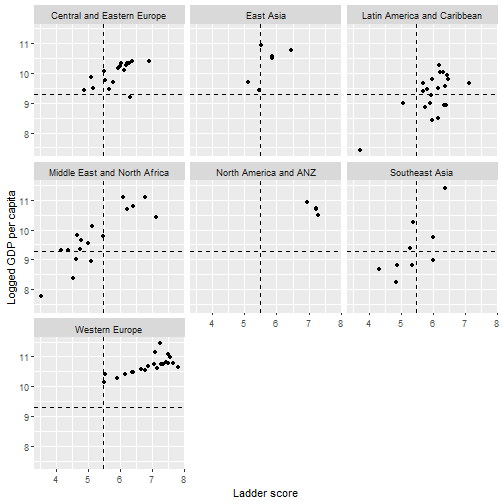 Central and Eastern Europe
East Asia
Latin America and Caribbean
11
10
9
8
Middle East and North Africa
North America and ANZ
Southeast Asia
Logged GDP per capita
11
10
9
8
4 5 6 7 8
4 5 6 7 8
Western Europe
11
10
9
8
4 5 6 7 8
Ladder score